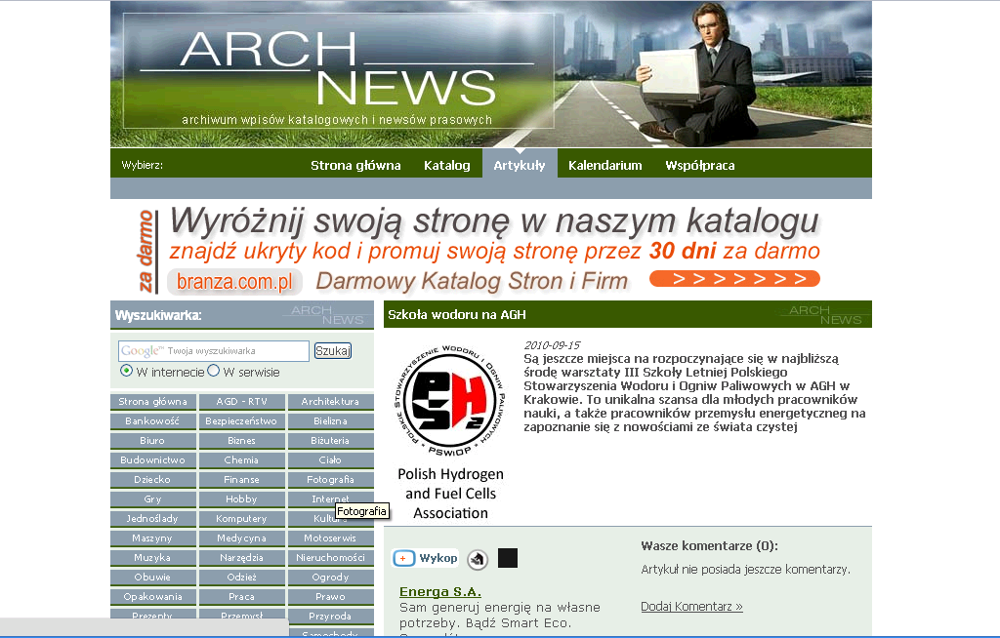 ARCH
NEWS
archiwum wpisów katalogowych i newsów prasowych
Wybierz:
Strona główna Katalog Artykuły Kalendarium Współpraca
za darmo
Wyróżnij swoją stronę w naszym katalogu
znajdź ukryty kod i promuj swoją stronę przez 30 dni za darmo
branza.com.pl Darmowy Katalog Stron i Firm > > > > > > >
Wyszukiwarka:
ARCH
NEWS
Google™ Twoja wyszukiwarka Szukaj
W internecie W serwisie
Strona główna AGD - RTV Architektura
Bankowość Bezpieczeństwo Bielizna
Biuro Biznes Biżuteria
Budownictwo Chemia Ciało
Dziecko Finanse Fotografia
Gry Hobby Internet
Fotografia
Jednoślady Komputery Kultura
Maszyny Medycyna Motoserwis
Muzyka Narzędzia Nieruchomości
Obuwie Odzież Ogrody
Opakowania Praca Prawo
Prezenty Przemysł Przyroda
Samochody
Szkoła wodoru na AGH
ARCH
NEWS
POLSKIE STOWARZYSZENIE WODORU I OGNIW PALIWOWYCH
• PSWiOP •
Polish Hydrogen
and Fuel Cells
Association
2010-09-15
Są jeszcze miejsca na rozpoczynające się w najbliższą
środę warsztaty III Szkoły Letniej Polskiego
Stowarzyszenia Wodoru i Ogniw Paliwowych w AGH w
Krakowie. To unikalna szansa dla młodych pracowników
nauki, a także pracowników przemysłu energetyczneg na
zapoznanie się z nowościami ze świata czystej
Wykop
Energa S.A.
Sam generuj energię na własne
potrzeby. Bądź Smart Eco.
Wasze komentarze (0):
Artykuł nie posiada jeszcze komentarzy.
Dodaj Komentarz »